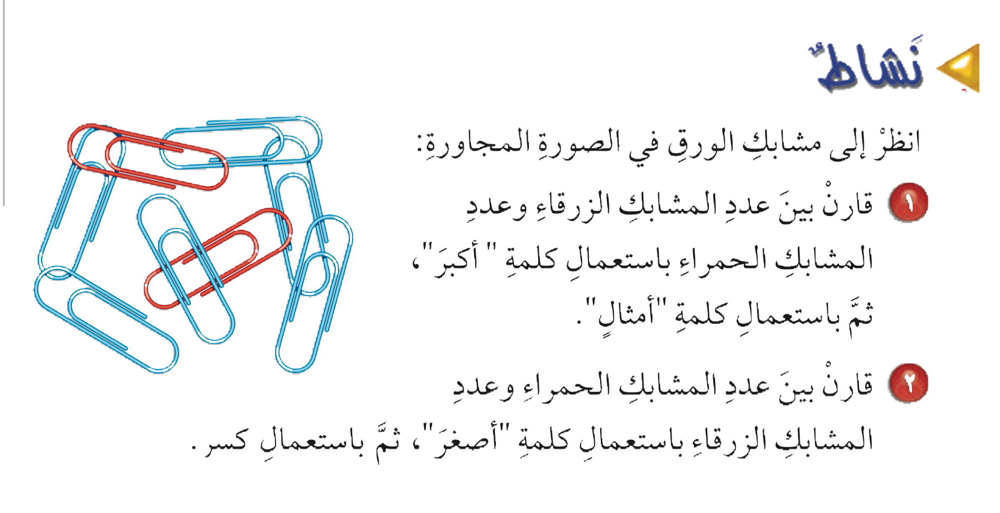 نَشاطٌ
انظرْ إلى مشابكِ الورقِ في الصورةِ المجاورةِ:
١ قارنْ بينَ عددِ المشابكِ الزرقاءِ وعددِ
المشابكِ الحمراءِ باستعمالِ كلمةِ " أكبرَ "،
ثمَّ باستعمالِ كلمةِ "أمثالٍ".
٢ قارنْ بينَ عددِ المشابكِ الحمراءِ وعددِ
المشابكِ الزرقاءِ باستعمالِ كلمةِ "أصغرَ"، ثمَّ باستعمالِ كسر.